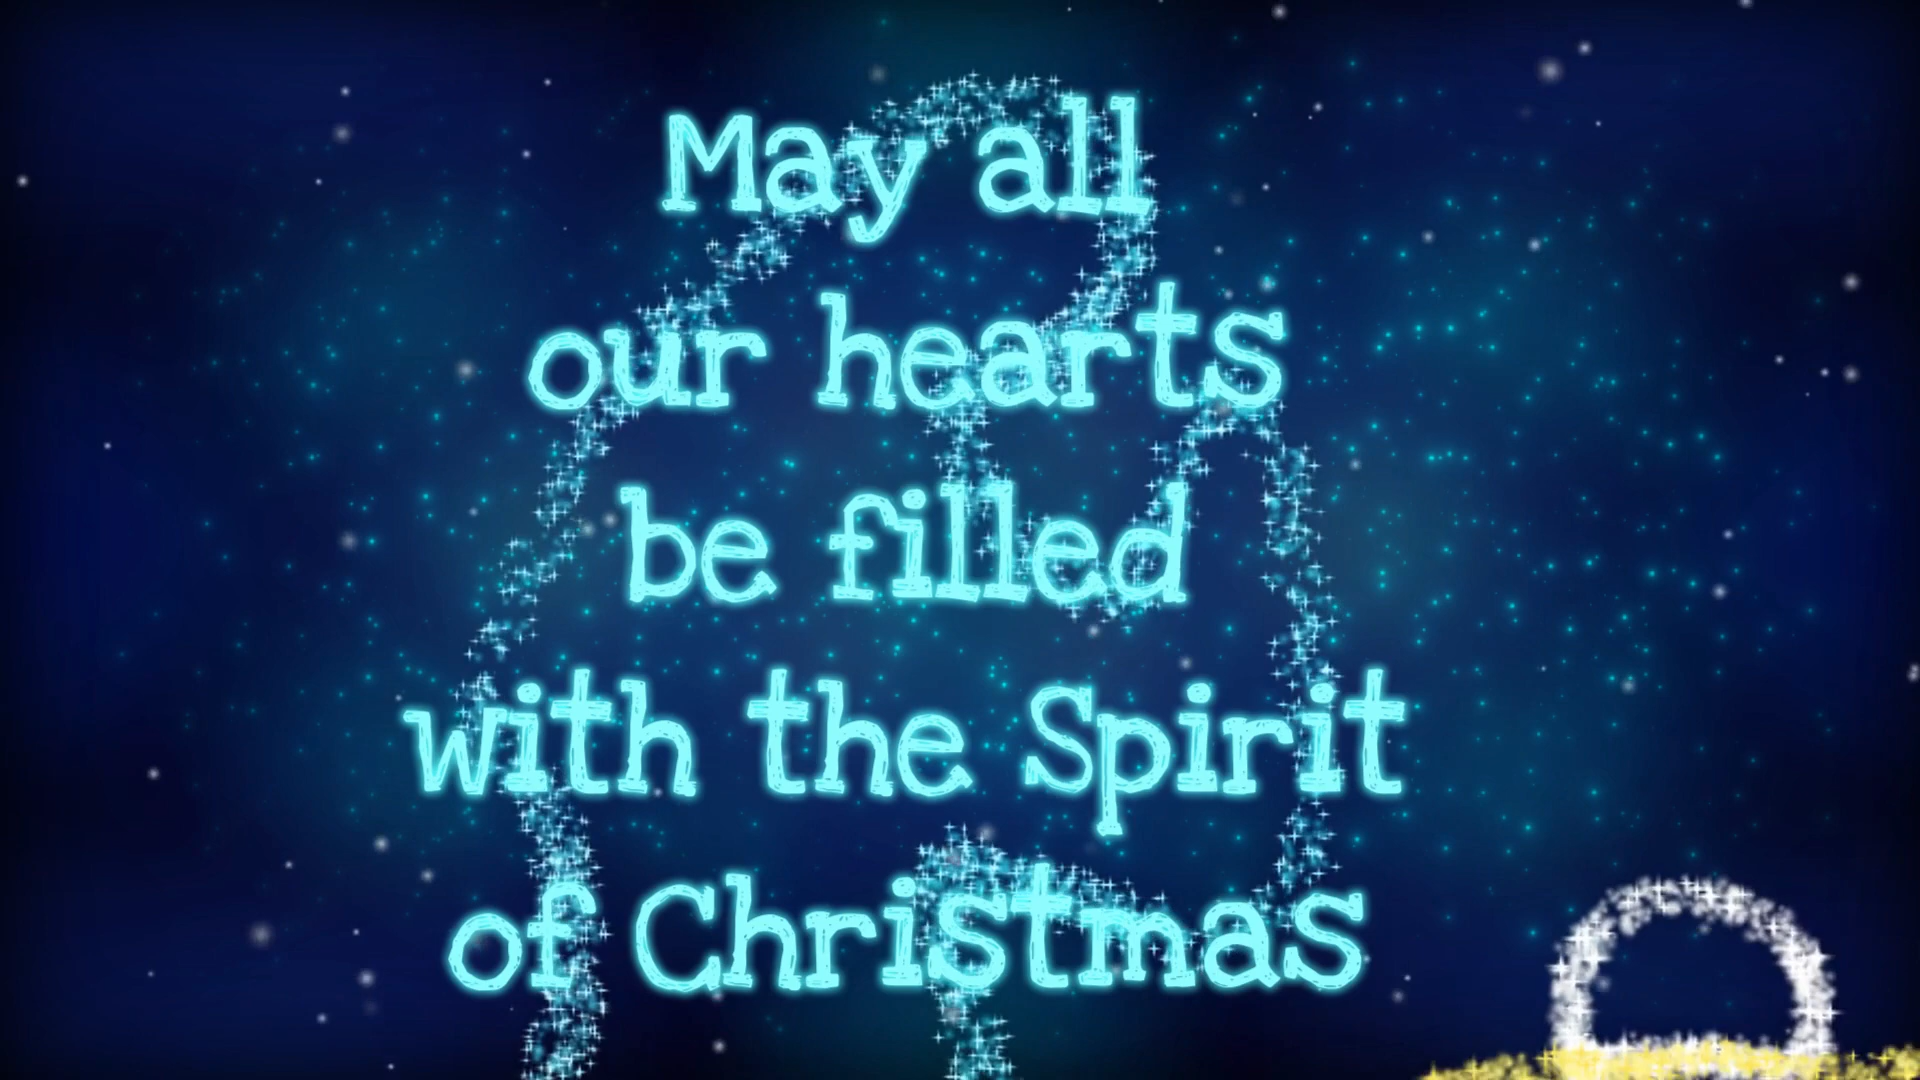 May all
our hearts
be filled
with the Spirit
of Christmas